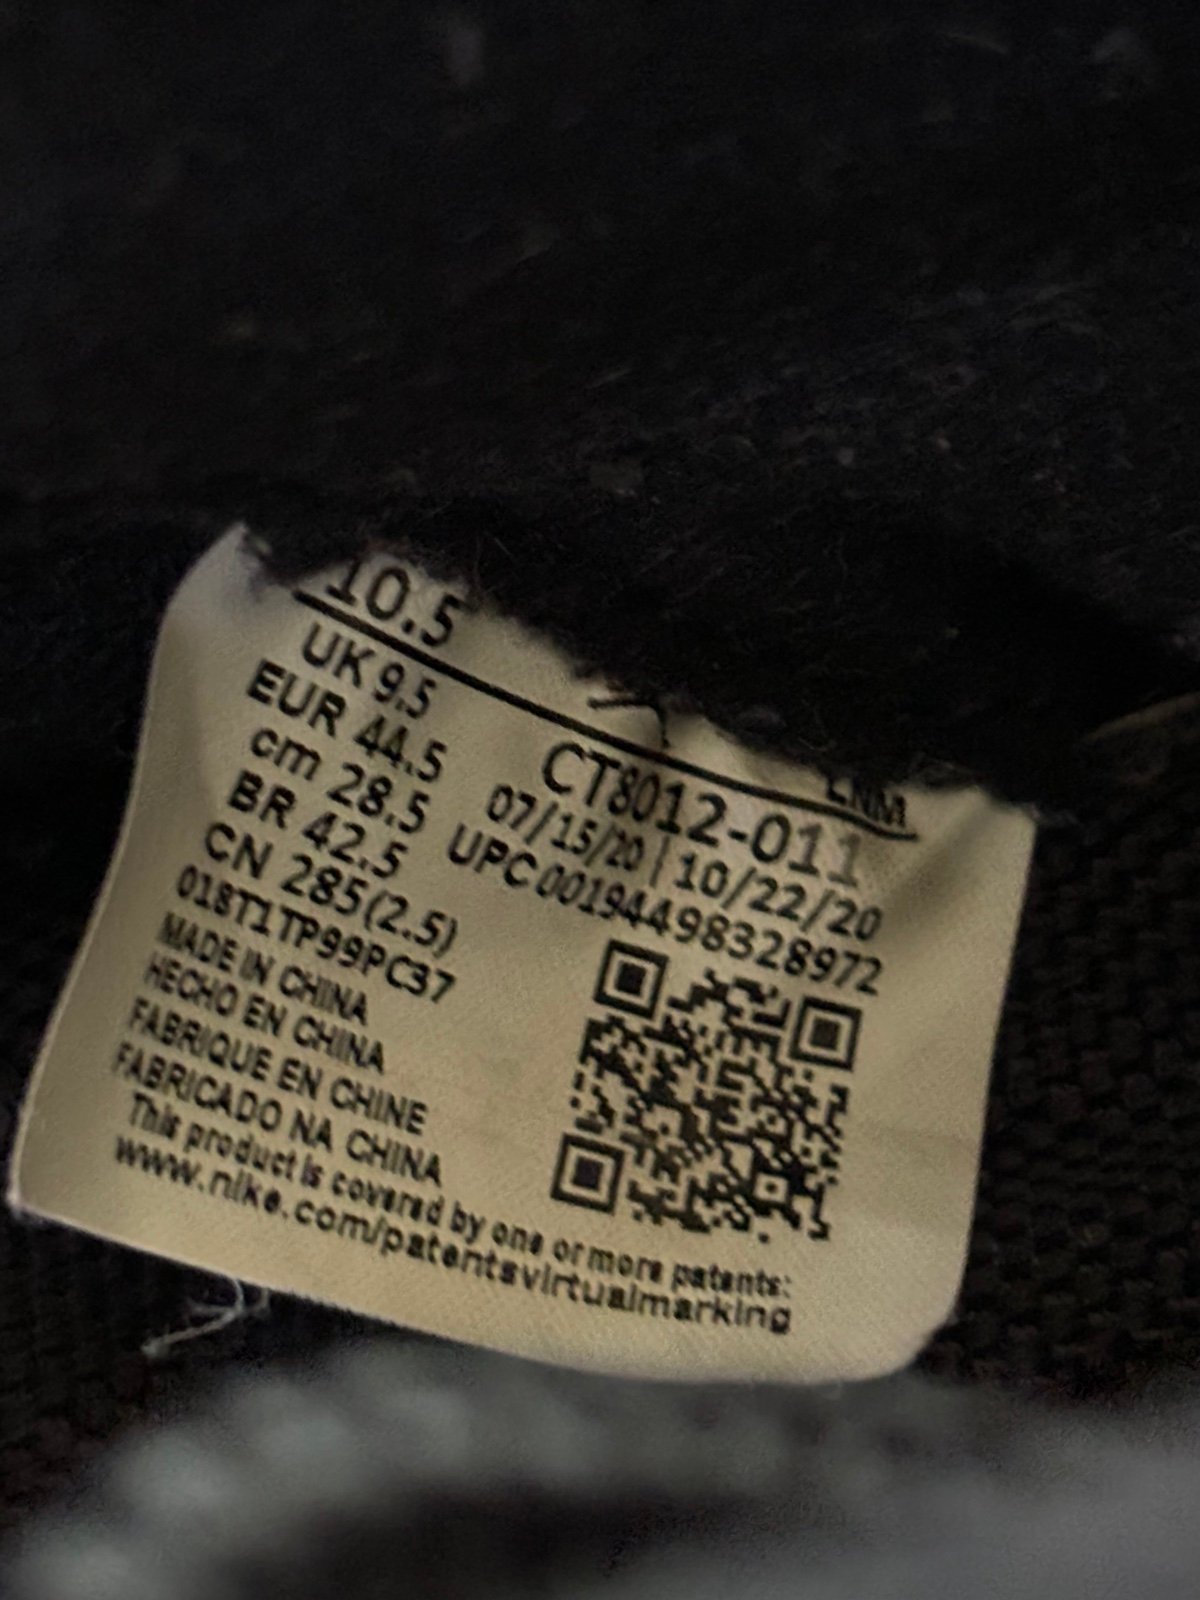 10.5
UK 9.5
EUR 44.5
cm 28.5
BR 42.5
CN 285(2.5)
018T1TP99PC37
MADE IN CHINA
HECHO EN CHINA
FABRIQUE EN CHINE
FABRICADO NA CHINA
This product is covered by one or more patents:
www.nike.com/patentsvirtualmarking
LNM
CT8012-011
07/15/20 | 10/22/20
UPC 00194498328972